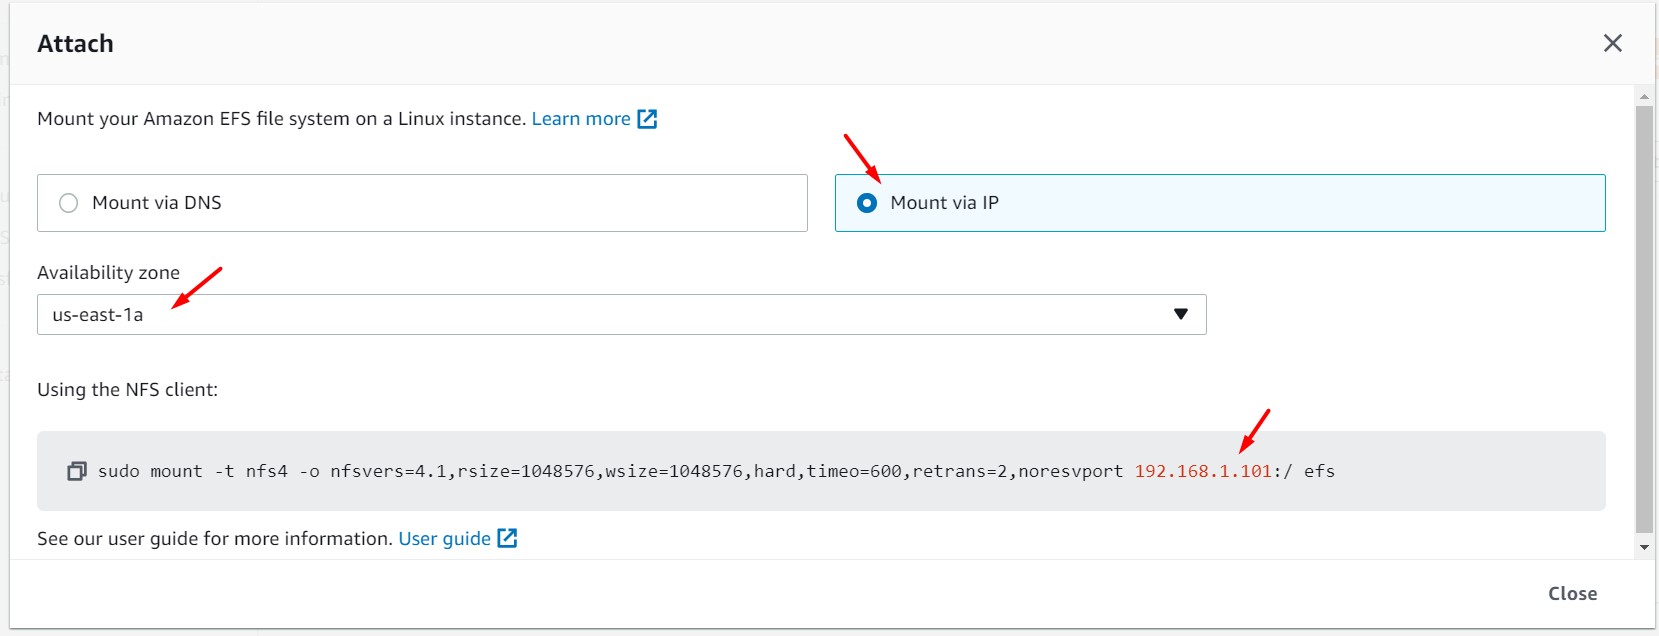 Attach
Mount your Amazon EFS file system on a Linux instance. Learn more
Mount via DNS
Mount via IP
Availability zone
us-east-1a
Using the NFS client:
sudo mount -t nfs4 -o nfsvers=4.1,rsize=1048576,wsize=1048576,hard,timeo=600,retrans=2,noresvport 192.168.1.101:/ efs
See our user guide for more information. User guide
Close